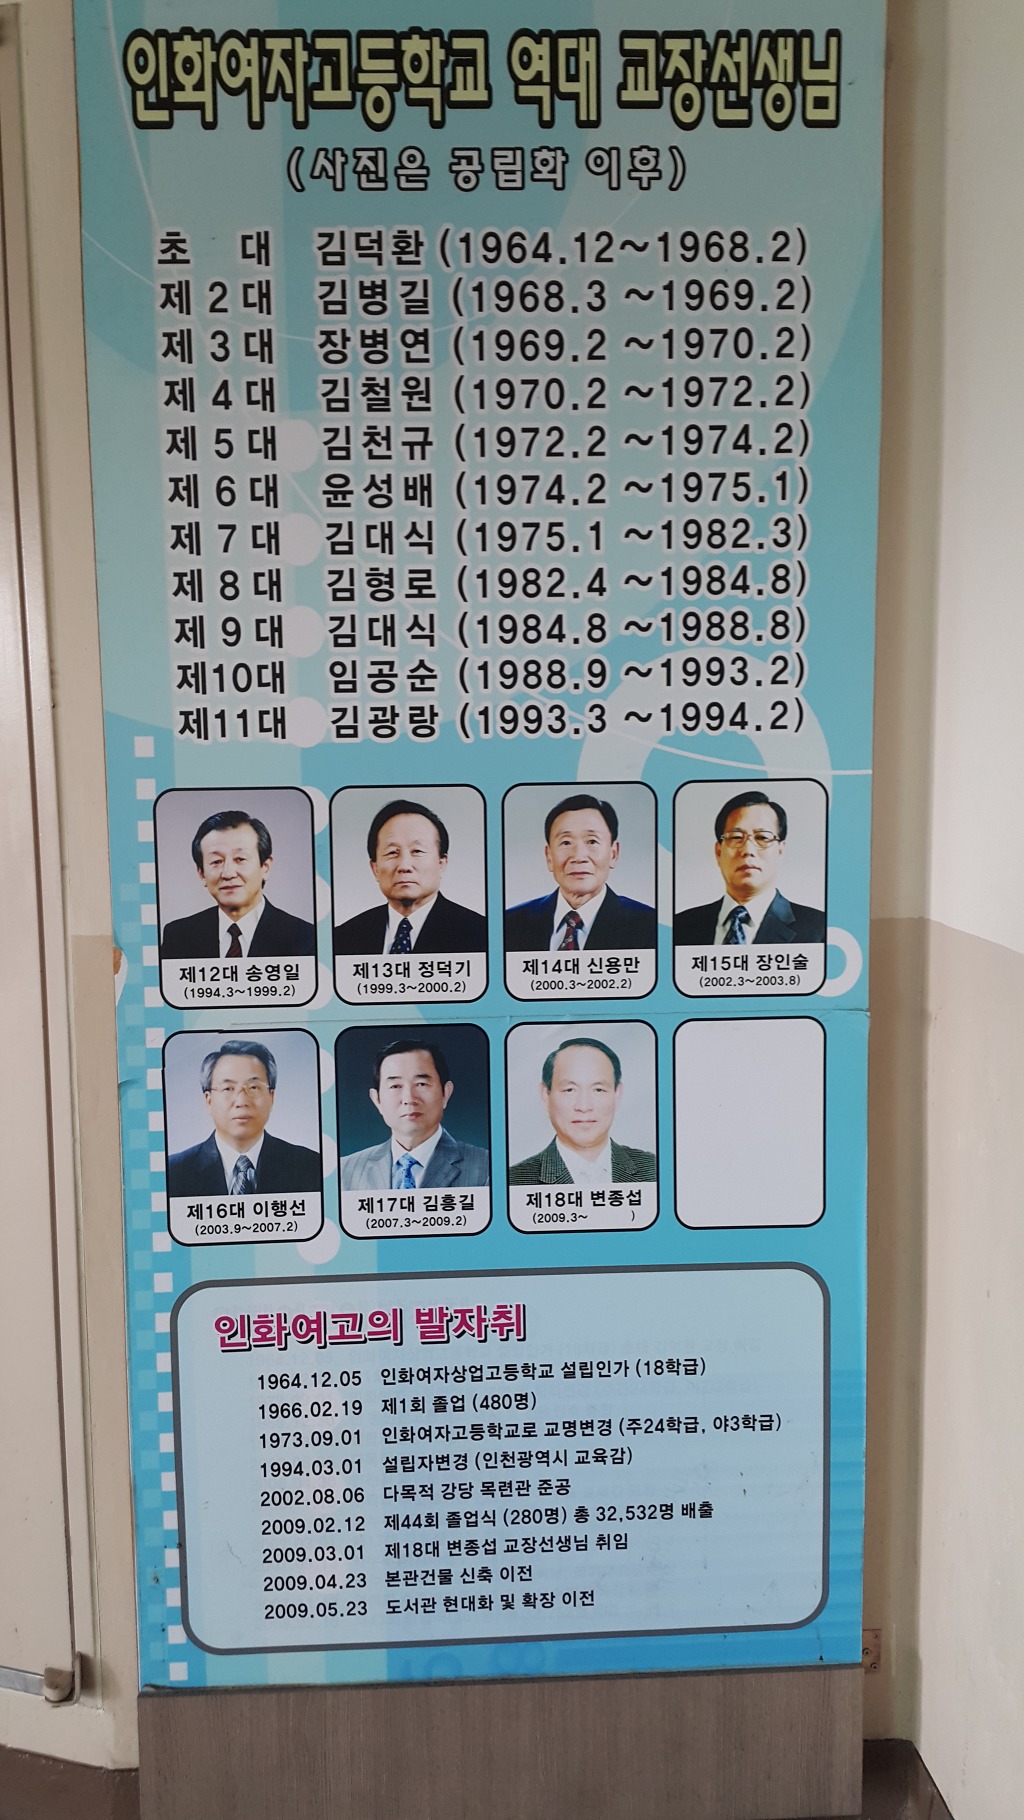 인화여자고등학교 역대 교장선생님
(사진은 공립화 이후)
초 대 김덕환 (1964.12~1968.2)
제 2 대 김병길 (1968.3 ~1969.2)
제 3 대 장병연 (1969.2 ~1970.2)
제 4 대 김철원 (1970.2 ~1972.2)
제 5 대 김천규 (1972.2 ~1974.2)
제 6 대 윤성배 (1974.2 ~1975.1)
제 7 대 김대식 (1975.1 ~1982.3)
제 8 대 김형로 (1982.4 ~1984.8)
제 9 대 김대식 (1984.8 ~1988.8)
제10대 임공순 (1988.9 ~1993.2)
제11대 김광랑 (1993.3 ~1994.2)
제12대 송영일
(1994.3~1999.2)
제13대 정덕기
(1999.3~2000.2)
제14대 신용만
(2000.3~2002.2)
제15대 장인술
(2002.3~2003.8)
제16대 이행선
(2003.9~2007.2)
제17대 김흥길
(2007.3~2009.2)
제18대 변종섭
(2009.3~ )
인화여고의 발자취
1964.12.05 인화여자상업고등학교 설립인가 (18학급)
1966.02.19 제1회 졸업 (480명)
1973.09.01 인화여자고등학교로 교명변경 (주24학급, 야3학급)
1994.03.01 설립자변경 (인천광역시 교육감)
2002.08.06 다목적 강당 목련관 준공
2009.02.12 제44회 졸업식 (280명) 총 32,532명 배출
2009.03.01 제18대 변종섭 교장선생님 취임
2009.04.23 본관건물 신축 이전
2009.05.23 도서관 현대화 및 확장 이전